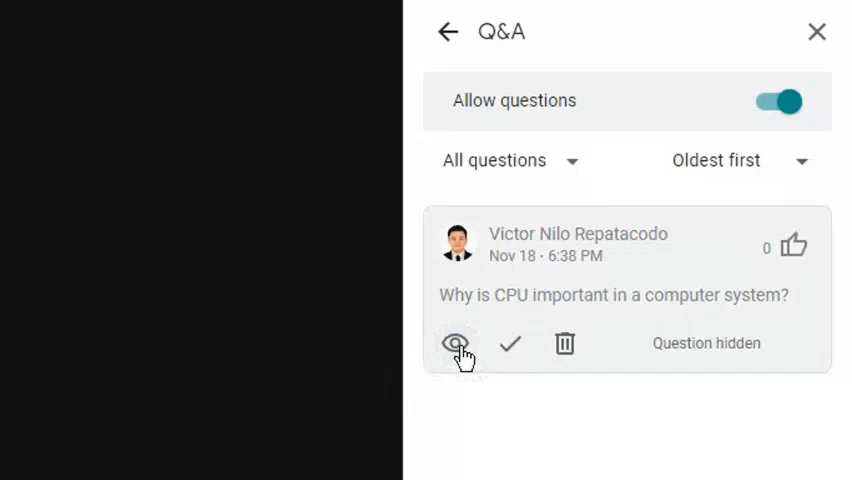 Q&A
Allow questions
All questions
Oldest first
Victor Nilo Repatacodo
Nov 18 · 6:38 PM
0
Why is CPU important in a computer system?
Question hidden